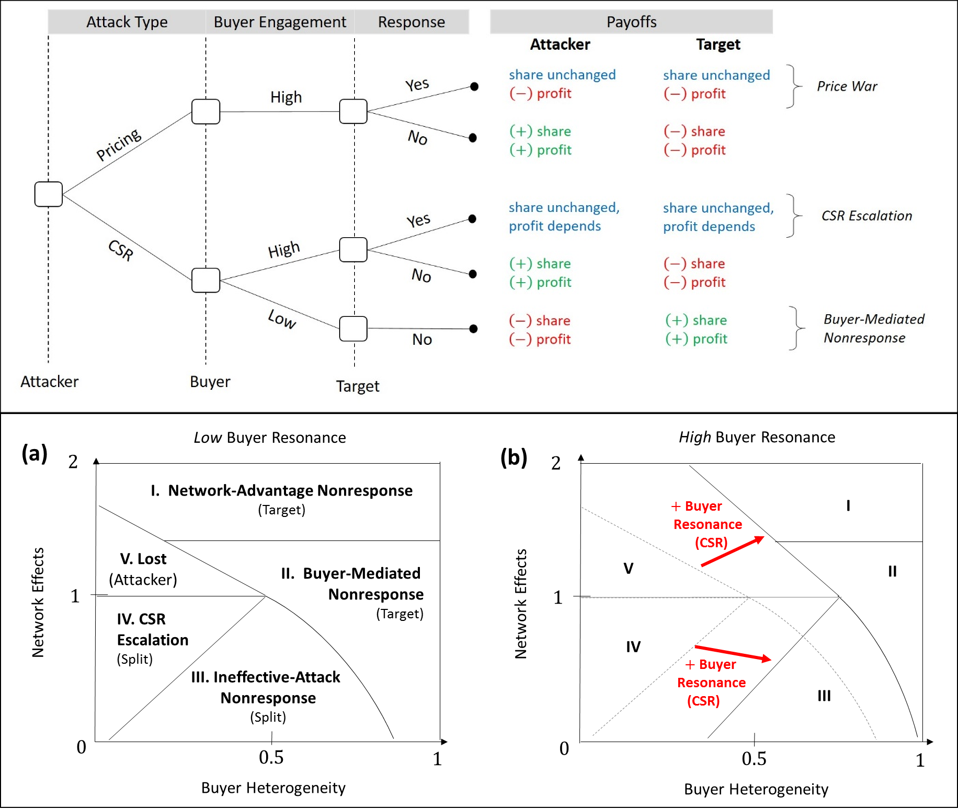 Attack Type
Buyer Engagement
Response
Payoffs
Attacker
Target
Pricing
High
Yes
share unchanged
(−) profit
share unchanged
(−) profit
Price War
No
(+) share
(+) profit
(−) share
(−) profit
CSR
High
Yes
share unchanged,
profit depends
share unchanged,
profit depends
CSR Escalation
No
(+) share
(+) profit
(−) share
(−) profit
Low
No
(−) share
(−) profit
(+) share
(+) profit
Buyer-Mediated
Nonresponse
Attacker
Buyer
Target
(a)
Low Buyer Resonance
Network Effects
2
1
0
I. Network-Advantage Nonresponse
(Target)
V. Lost
(Attacker)
II. Buyer-Mediated
Nonresponse
(Target)
IV. CSR
Escalation
(Split)
III. Ineffective-Attack
Nonresponse
(Split)
0.5
1
Buyer Heterogeneity
(b)
High Buyer Resonance
Network Effects
2
1
0
+ Buyer
Resonance
(CSR)
I
V
II
IV
+ Buyer
Resonance
(CSR)
III
0.5
1
Buyer Heterogeneity